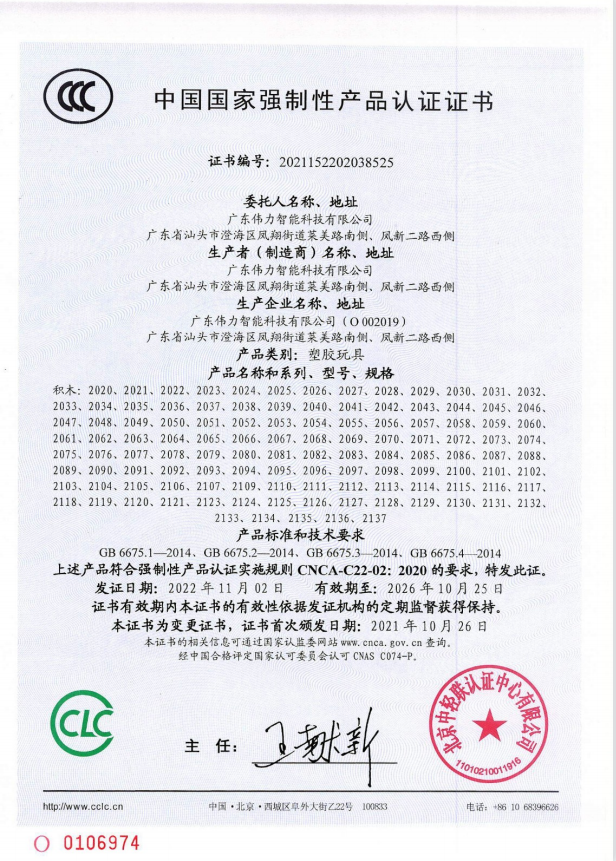 CCC
中国国家强制性产品认证证书
证书编号：2021152202038525
委托人名称、地址
广东伟力智能科技有限公司
广东省汕头市澄海区凤翔街道莱美路南侧、凤新二路西侧
生产者（制造商）名称、地址
广东伟力智能科技有限公司
广东省汕头市澄海区凤翔街道莱美路南侧、凤新二路西侧
生产企业名称、地址
广东伟力智能科技有限公司（O 002019）
广东省汕头市澄海区凤翔街道莱美路南侧、凤新二路西侧
产品类别：塑胶玩具
产品名称和系列、型号、规格
积木：2020、2021、2022、2023、2024、2025、2026、2027、2028、2029、2030、2031、2032、
2033、2034、2035、2036、2037、2038、2039、2040、2041、2042、2043、2044、2045、2046、
2047、2048、2049、2050、2051、2052、2053、2054、2055、2056、2057、2058、2059、2060、
2061、2062、2063、2064、2065、2066、2067、2068、2069、2070、2071、2072、2073、2074、
2075、2076、2077、2078、2079、2080、2081、2082、2083、2084、2085、2086、2087、2088、
2089、2090、2091、2092、2093、2094、2095、2096、2097、2098、2099、2100、2101、2102、
2103、2104、2105、2106、2107、2109、2110、2111、2112、2113、2114、2115、2116、2117、
2118、2119、2120、2121、2123、2124、2125、2126、2127、2128、2129、2130、2131、2132、
2133、2134、2135、2136、2137
产品标准和技术要求
GB 6675.1—2014、GB 6675.2—2014、GB 6675.3—2014、GB 6675.4—2014
上述产品符合强制性产品认证实施规则 CNCA-C22-02：2020 的要求，特发此证。
发证日期：2022 年 11 月 02 日 有效期至：2026 年 10 月 25 日
证书有效期内本证书的有效性依据发证机构的定期监督获得保持。
本证书为变更证书，证书首次颁发日期：2021 年 10 月 26 日
本证书的相关信息可通过国家认监委网站 www.cnca.gov.cn 查询。
经中国合格评定国家认可委员会认可 CNAS C074-P。
CLC
主 任：
王献新
北京中轻联认证中心有限公司
11010210011916
http://www.cclc.cn 中国·北京·西城区阜外大街乙22号 100833 电话：+86 10 68396626
O 0106974